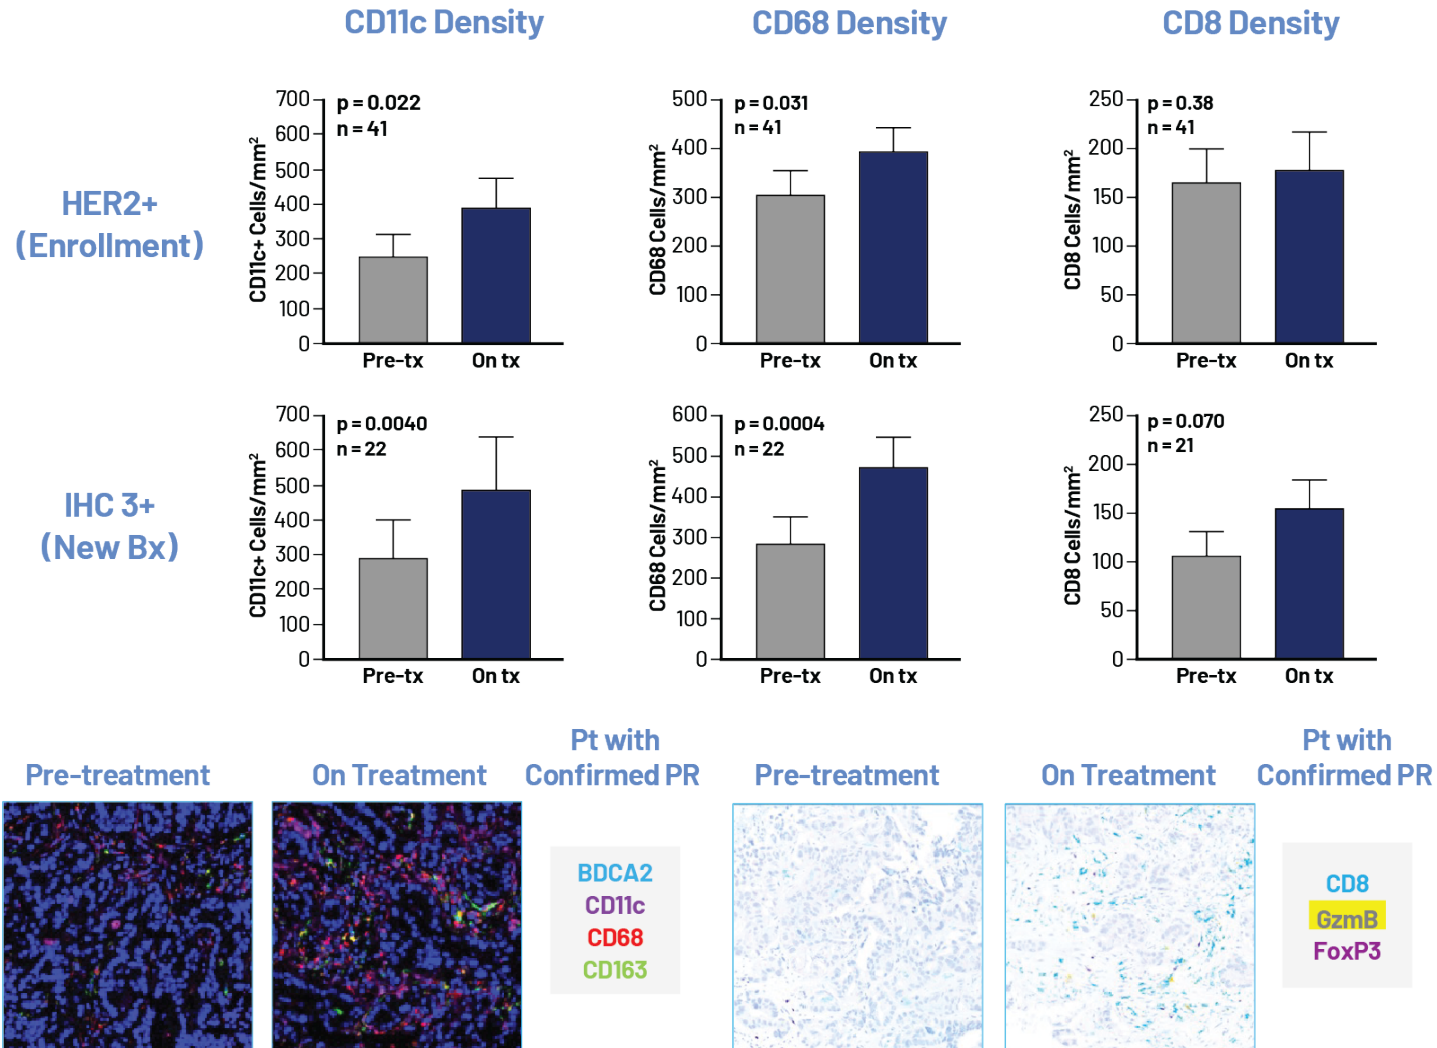 CD11c Density
CD68 Density
CD8 Density
HER2+
(Enrollment)
CD11c+ Cells/mm²
700
600
500
400
300
200
100
0
p = 0.022
n = 41
Pre-tx
On tx
CD68 Cells/mm²
500
400
300
200
100
0
p = 0.031
n = 41
Pre-tx
On tx
CD8 Cells/mm²
250
200
150
100
50
0
p = 0.38
n = 41
Pre-tx
On tx
IHC 3+
(New Bx)
CD11c+ Cells/mm²
700
600
500
400
300
200
100
0
p = 0.0040
n = 22
Pre-tx
On tx
CD68 Cells/mm²
600
500
400
300
200
100
0
p = 0.0004
n = 22
Pre-tx
On tx
CD8 Cells/mm²
250
200
150
100
50
0
p = 0.070
n = 21
Pre-tx
On tx
Pre-treatment
On Treatment
Pt with
Confirmed PR
BDCA2
CD11c
CD68
CD163
Pre-treatment
On Treatment
Pt with
Confirmed PR
CD8
GzmB
FoxP3